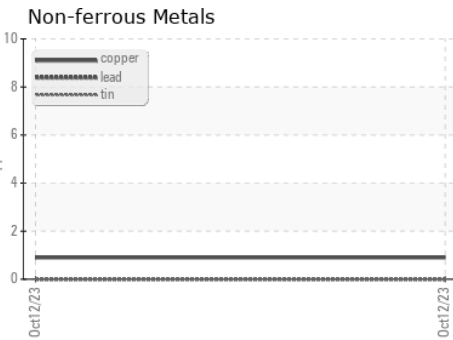 Non-ferrous Metals
10
copper
lead
tin
8
6
4
2
0
Oct12/23
Oct12/23